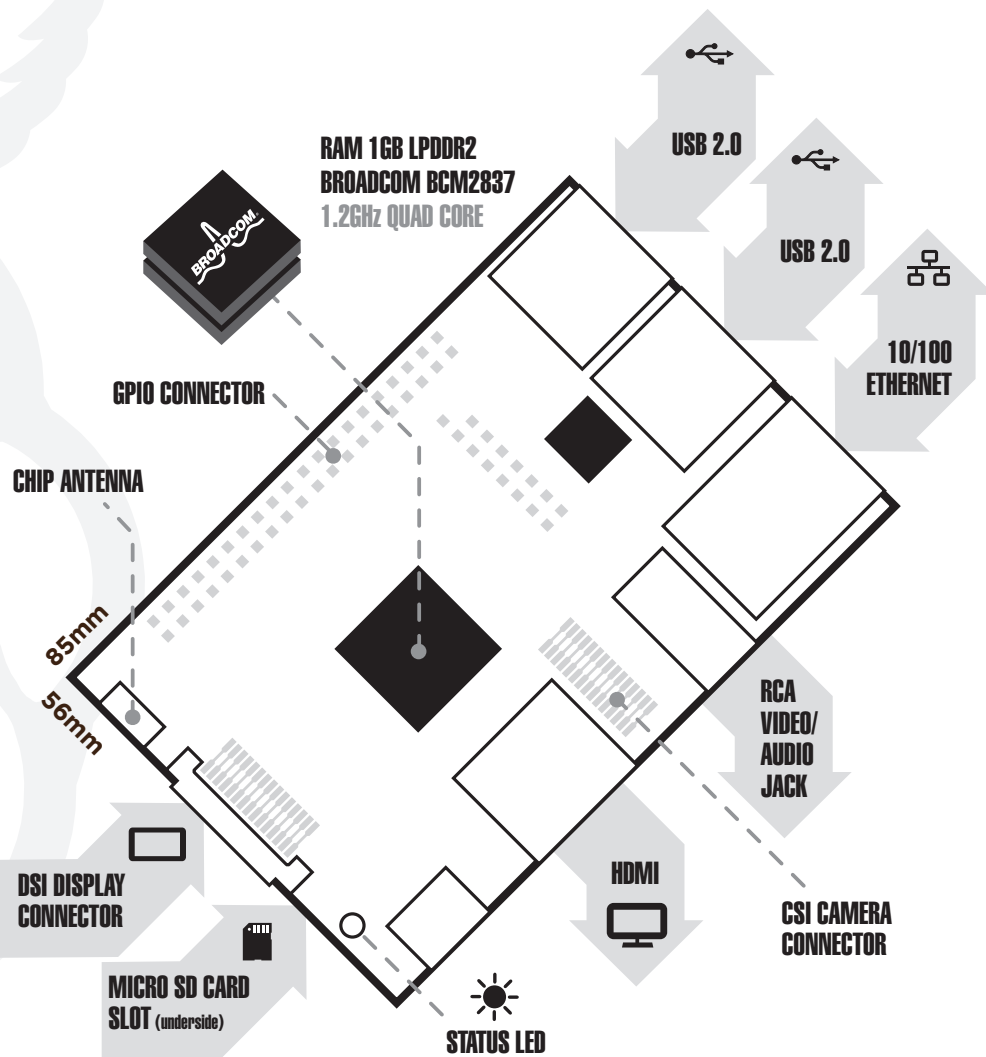 USB 2.0
RAM 1GB LPDDR2
BROADCOM BCM2837
1.2GHz QUAD CORE
BROADCOM.
USB 2.0
10/100
ETHERNET
GPIO CONNECTOR
CHIP ANTENNA
85mm
56mm
RCA
VIDEO/
AUDIO
JACK
DSI DISPLAY
CONNECTOR
HDMI
CSI CAMERA
CONNECTOR
MICRO SD CARD
SLOT (underside)
STATUS LED